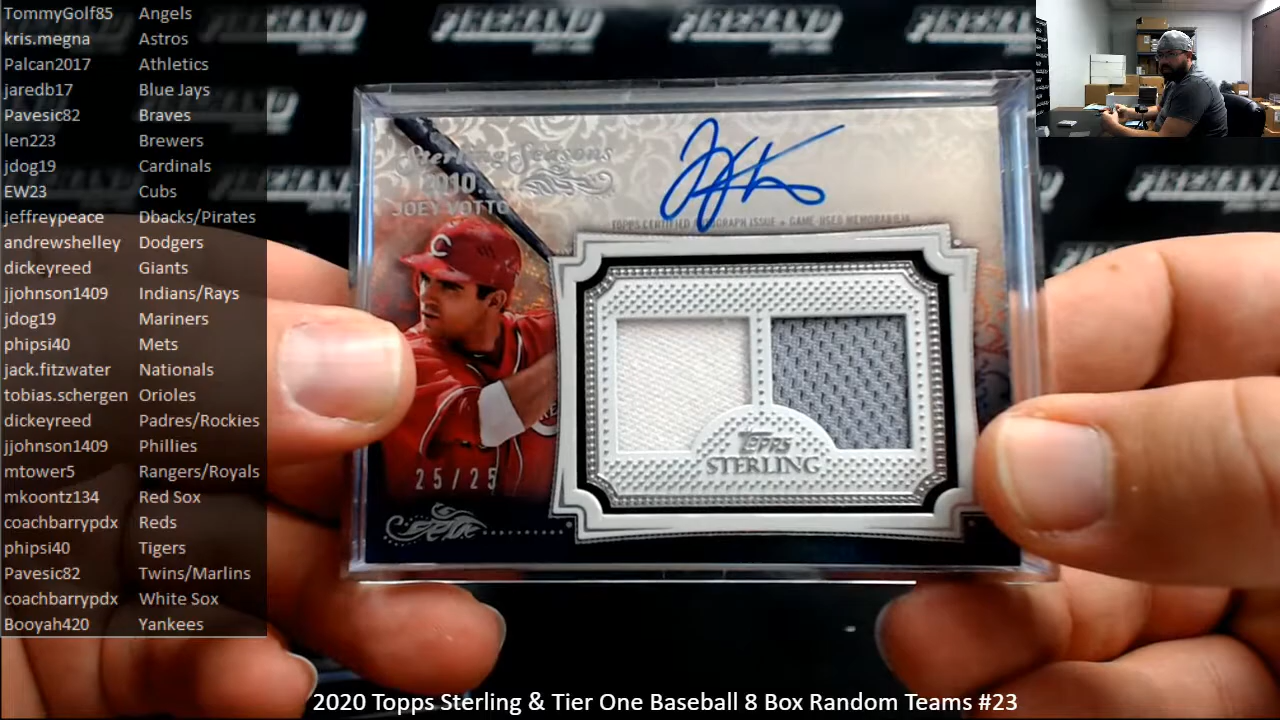 TommyGolf85 Angels
kris.megna Astros
Palcan2017 Athletics
jaredb17 Blue Jays
Pavesic82 Braves
len223 Brewers
jdog19 Cardinals
EW23 Cubs
jeffreypeace Dbacks/Pirates
andrewshelley Dodgers
dickeyreed Giants
jjohnson1409 Indians/Rays
jdog19 Mariners
phipsi40 Mets
jack.fitzwater Nationals
tobias.schergen Orioles
dickeyreed Padres/Rockies
jjohnson1409 Phillies
mtower5 Rangers/Royals
mkoontz134 Red Sox
coachbarrypdx Reds
phipsi40 Tigers
Pavesic82 Twins/Marlins
coachbarrypdx White Sox
Booyah420 Yankees
Sterling Seasons
2010
JOEY VOTTO
TOPPS CERTIFIED AUTOGRAPH ISSUE • GAME-USED MEMORABILIA
C
25/25
TOPPS
STERLING
FIREHAND
FIREHAND
FIREHAND
FIREHAND
2020 Topps Sterling & Tier One Baseball 8 Box Random Teams #23